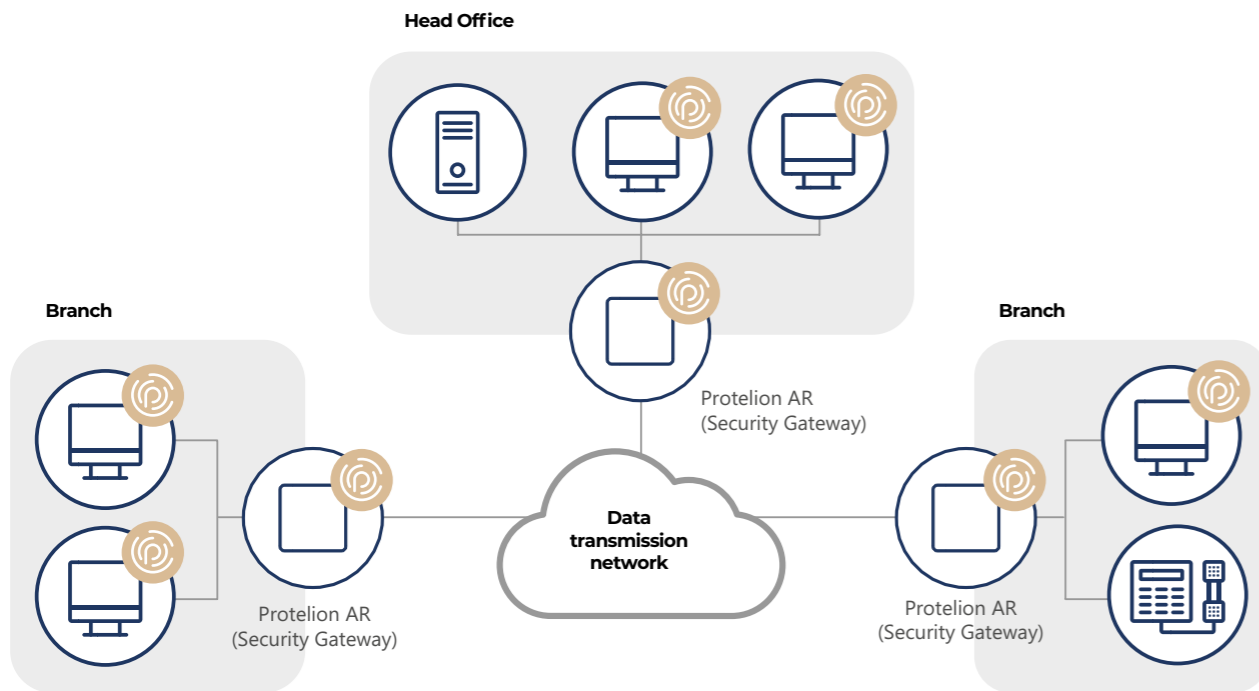 Head Office
Branch
Branch
Protelion AR
(Security Gateway)
Data
transmission
network
Protelion AR
(Security Gateway)
Protelion AR
(Security Gateway)